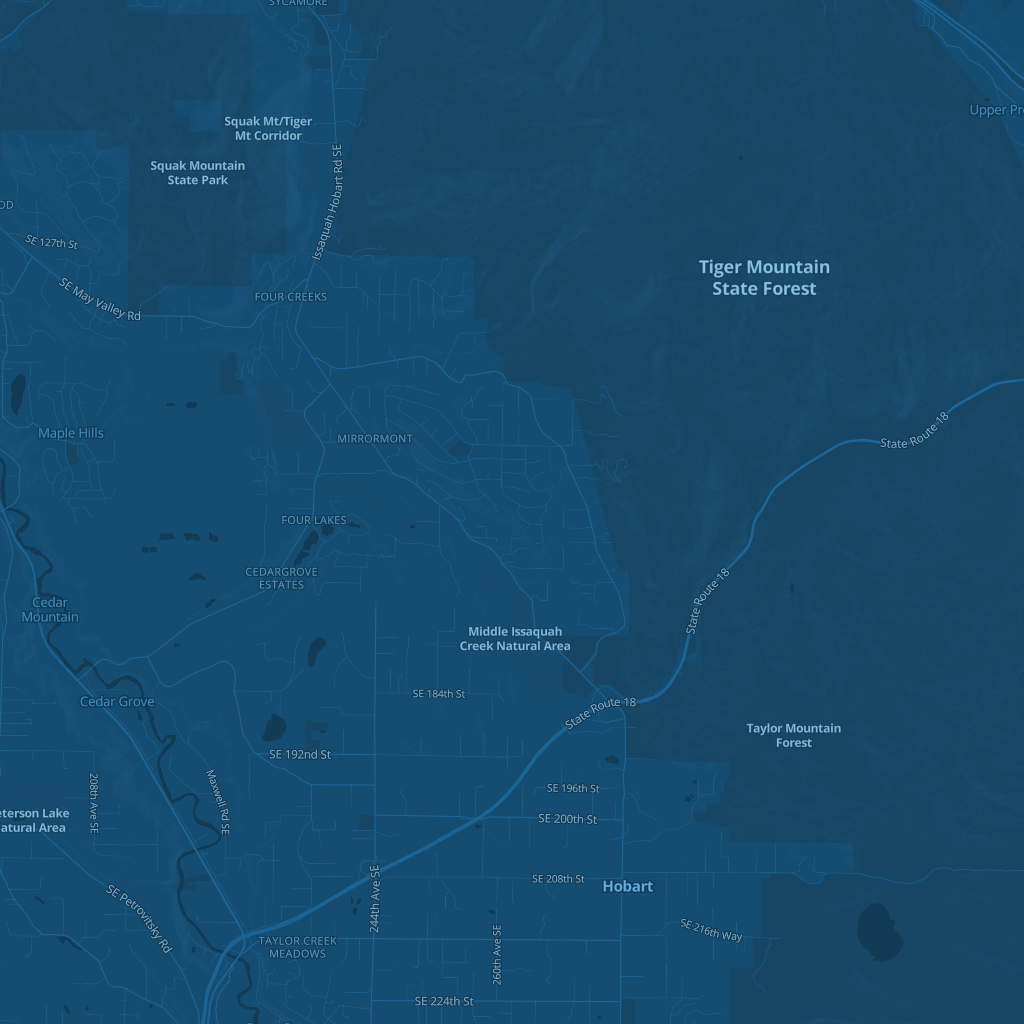 SYCAMORE
Upper Pr
Squak Mt/Tiger
Mt Corridor
Squak Mountain
State Park
Issaquah Hobart Rd SE
OD
SE 127th St
Tiger Mountain
State Forest
SE May Valley Rd
FOUR CREEKS
State Route 18
Maple Hills
MIRRORMONT
FOUR LAKES
CEDARGROVE
ESTATES
State Route 18
Cedar
Mountain
Middle Issaquah
Creek Natural Area
SE 184th St
Cedar Grove
State Route 18
Taylor Mountain
Forest
SE 192nd St
208th Ave SE
Maxwell Rd SE
SE 196th St
eterson Lake
atural Area
SE 200th St
SE 208th St
Hobart
244th Ave SE
SE Petrovitsky Rd
SE 216th Way
TAYLOR CREEK
MEADOWS
260th Ave SE
SE 224th St